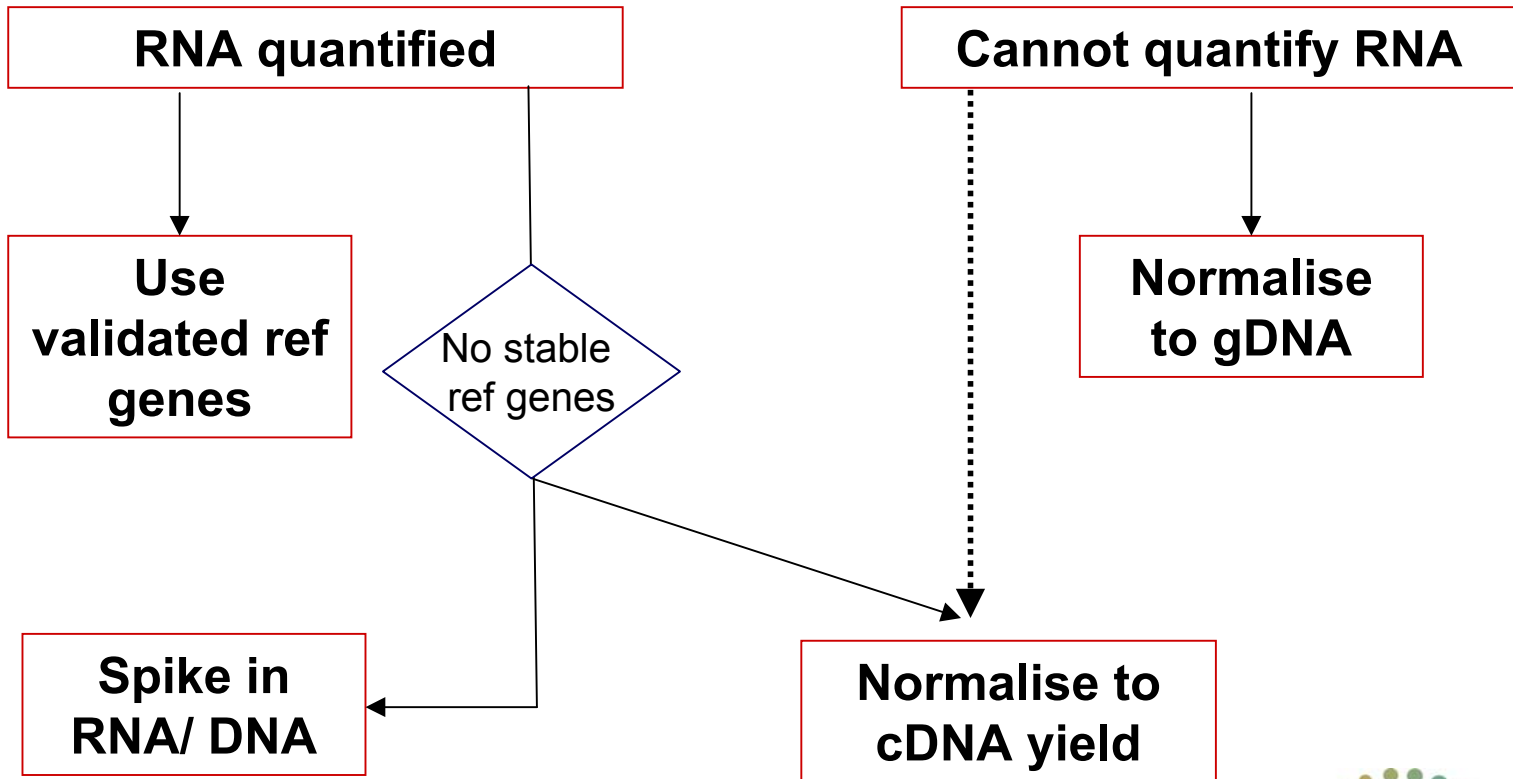 RNA quantified
Cannot quantify RNA
Use
validated ref
genes
No stable
ref genes
Normalise
to gDNA
Spike in
RNA/ DNA
Normalise to
cDNA yield